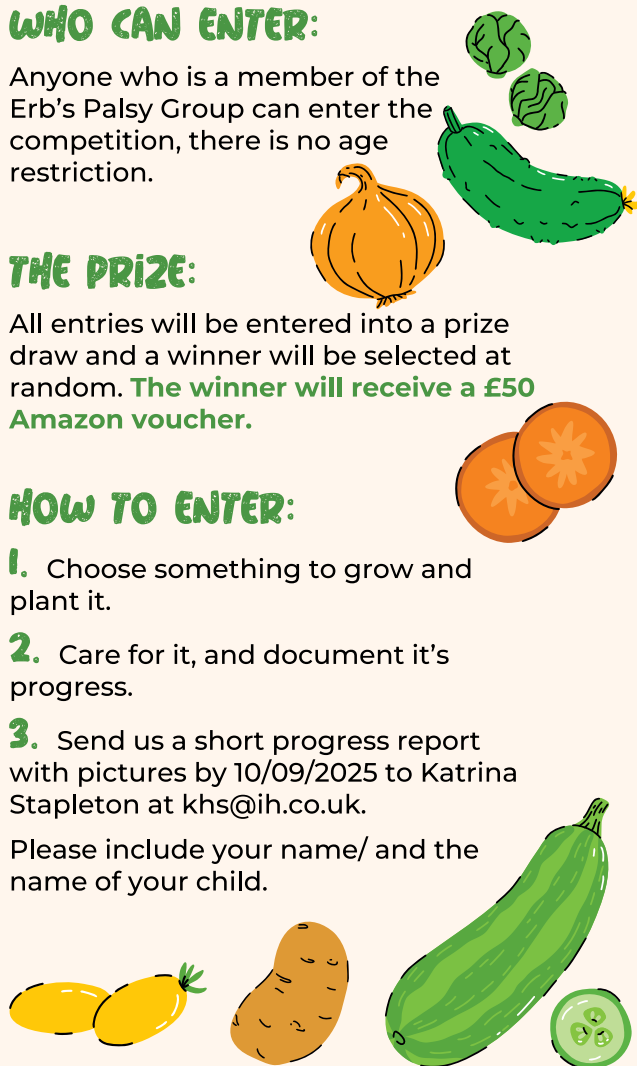 WHO CAN ENTER:
Anyone who is a member of the
Erb's Palsy Group can enter the
competition, there is no age
restriction.
THE PRIZE:
All entries will be entered into a prize
draw and a winner will be selected at
random. The winner will receive a £50
Amazon voucher.
HOW TO ENTER:
1. Choose something to grow and
plant it.
2. Care for it, and document it's
progress.
3. Send us a short progress report
with pictures by 10/09/2025 to Katrina
Stapleton at khs@ih.co.uk.
Please include your name/ and the
name of your child.